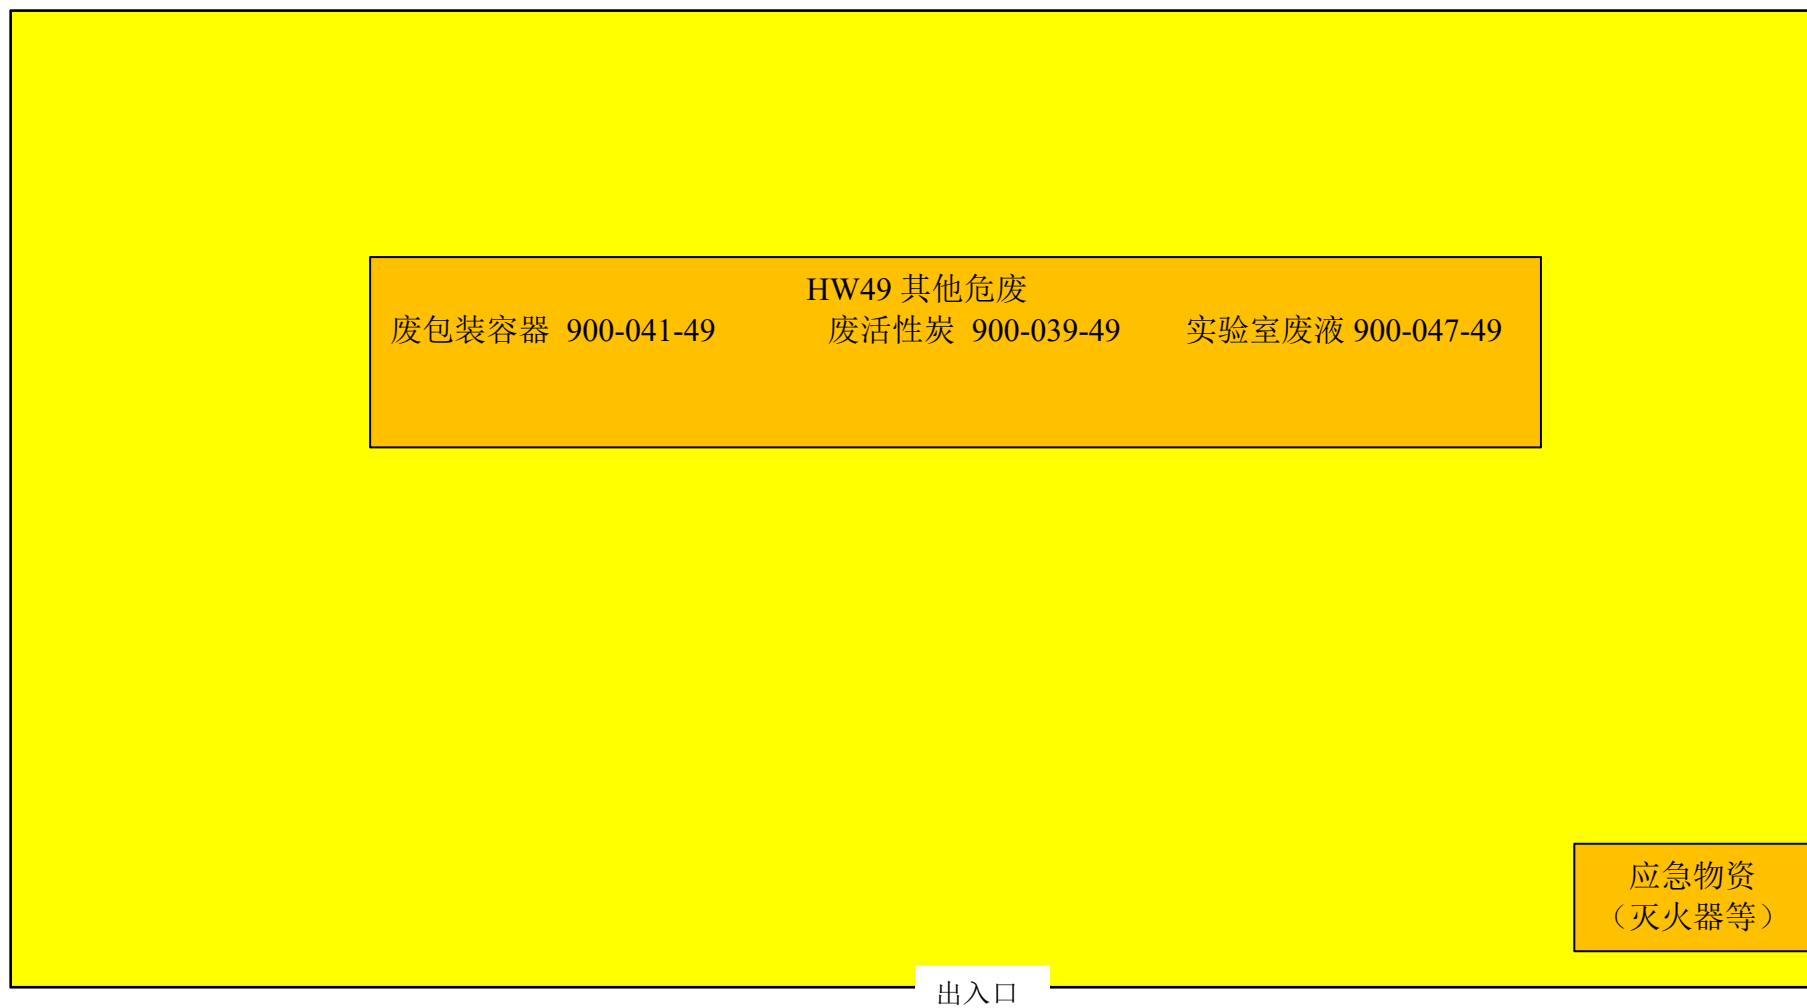 HW49 其他危废
废包装容器 900-041-49 废活性炭 900-039-49 实验室废液 900-047-49
应急物资
（灭火器等）
出入口